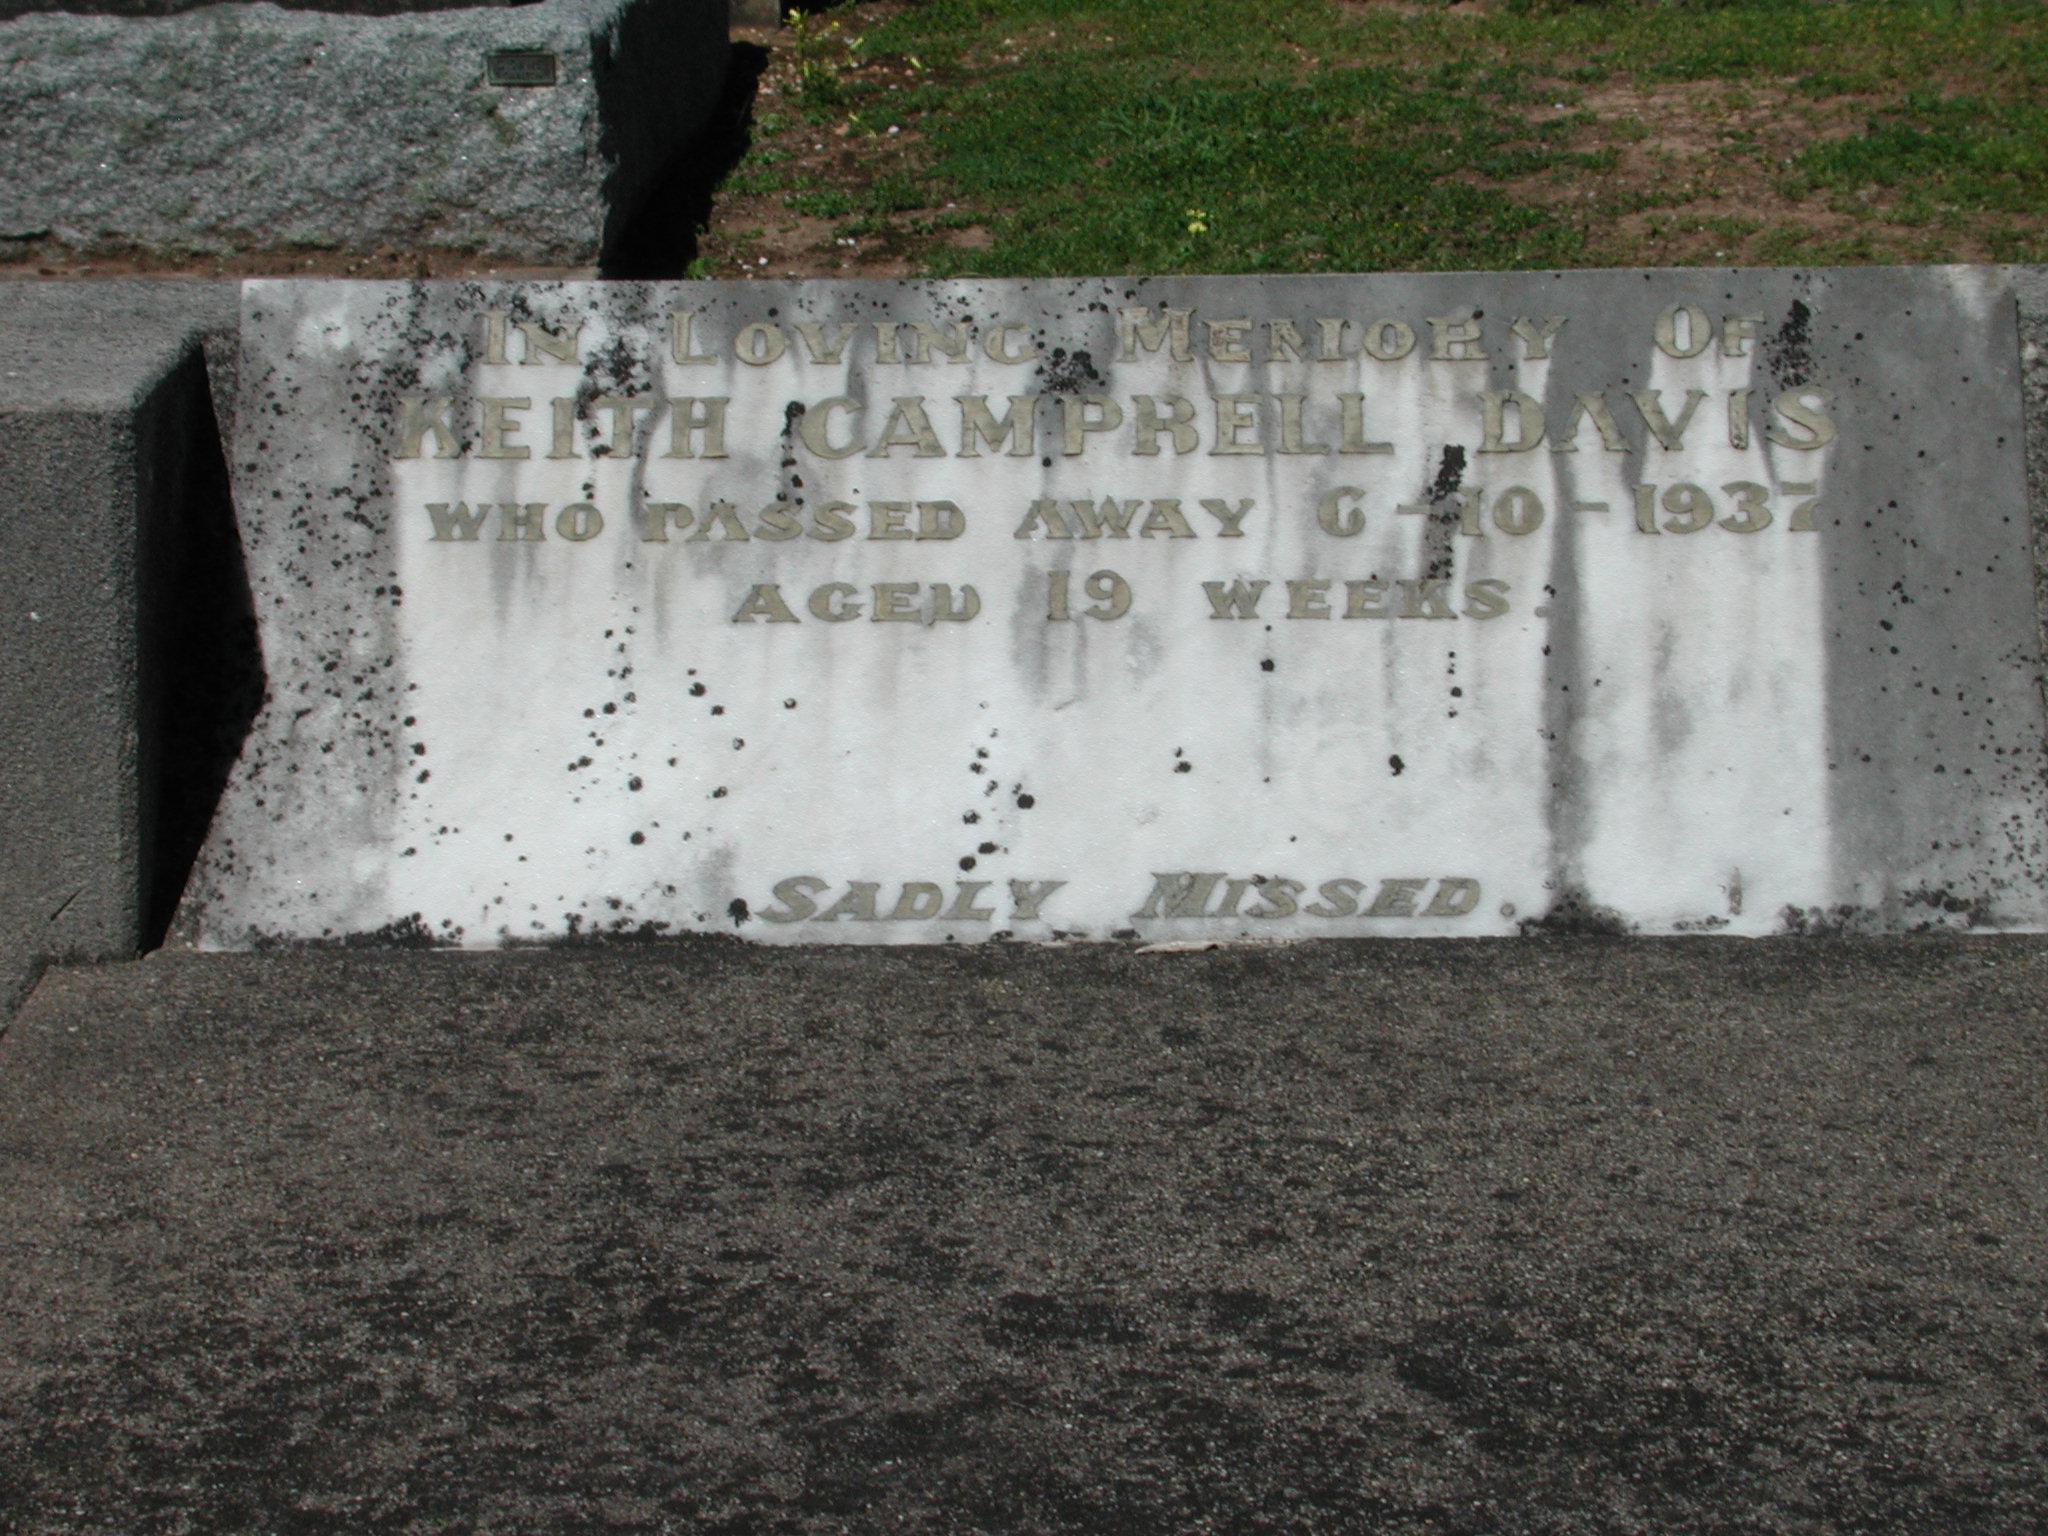 In Loving Memory Of
KEITH CAMPBELL DAVIS
WHO PASSED AWAY 6-10-1937
AGED 19 WEEKS.
SADLY MISSED.